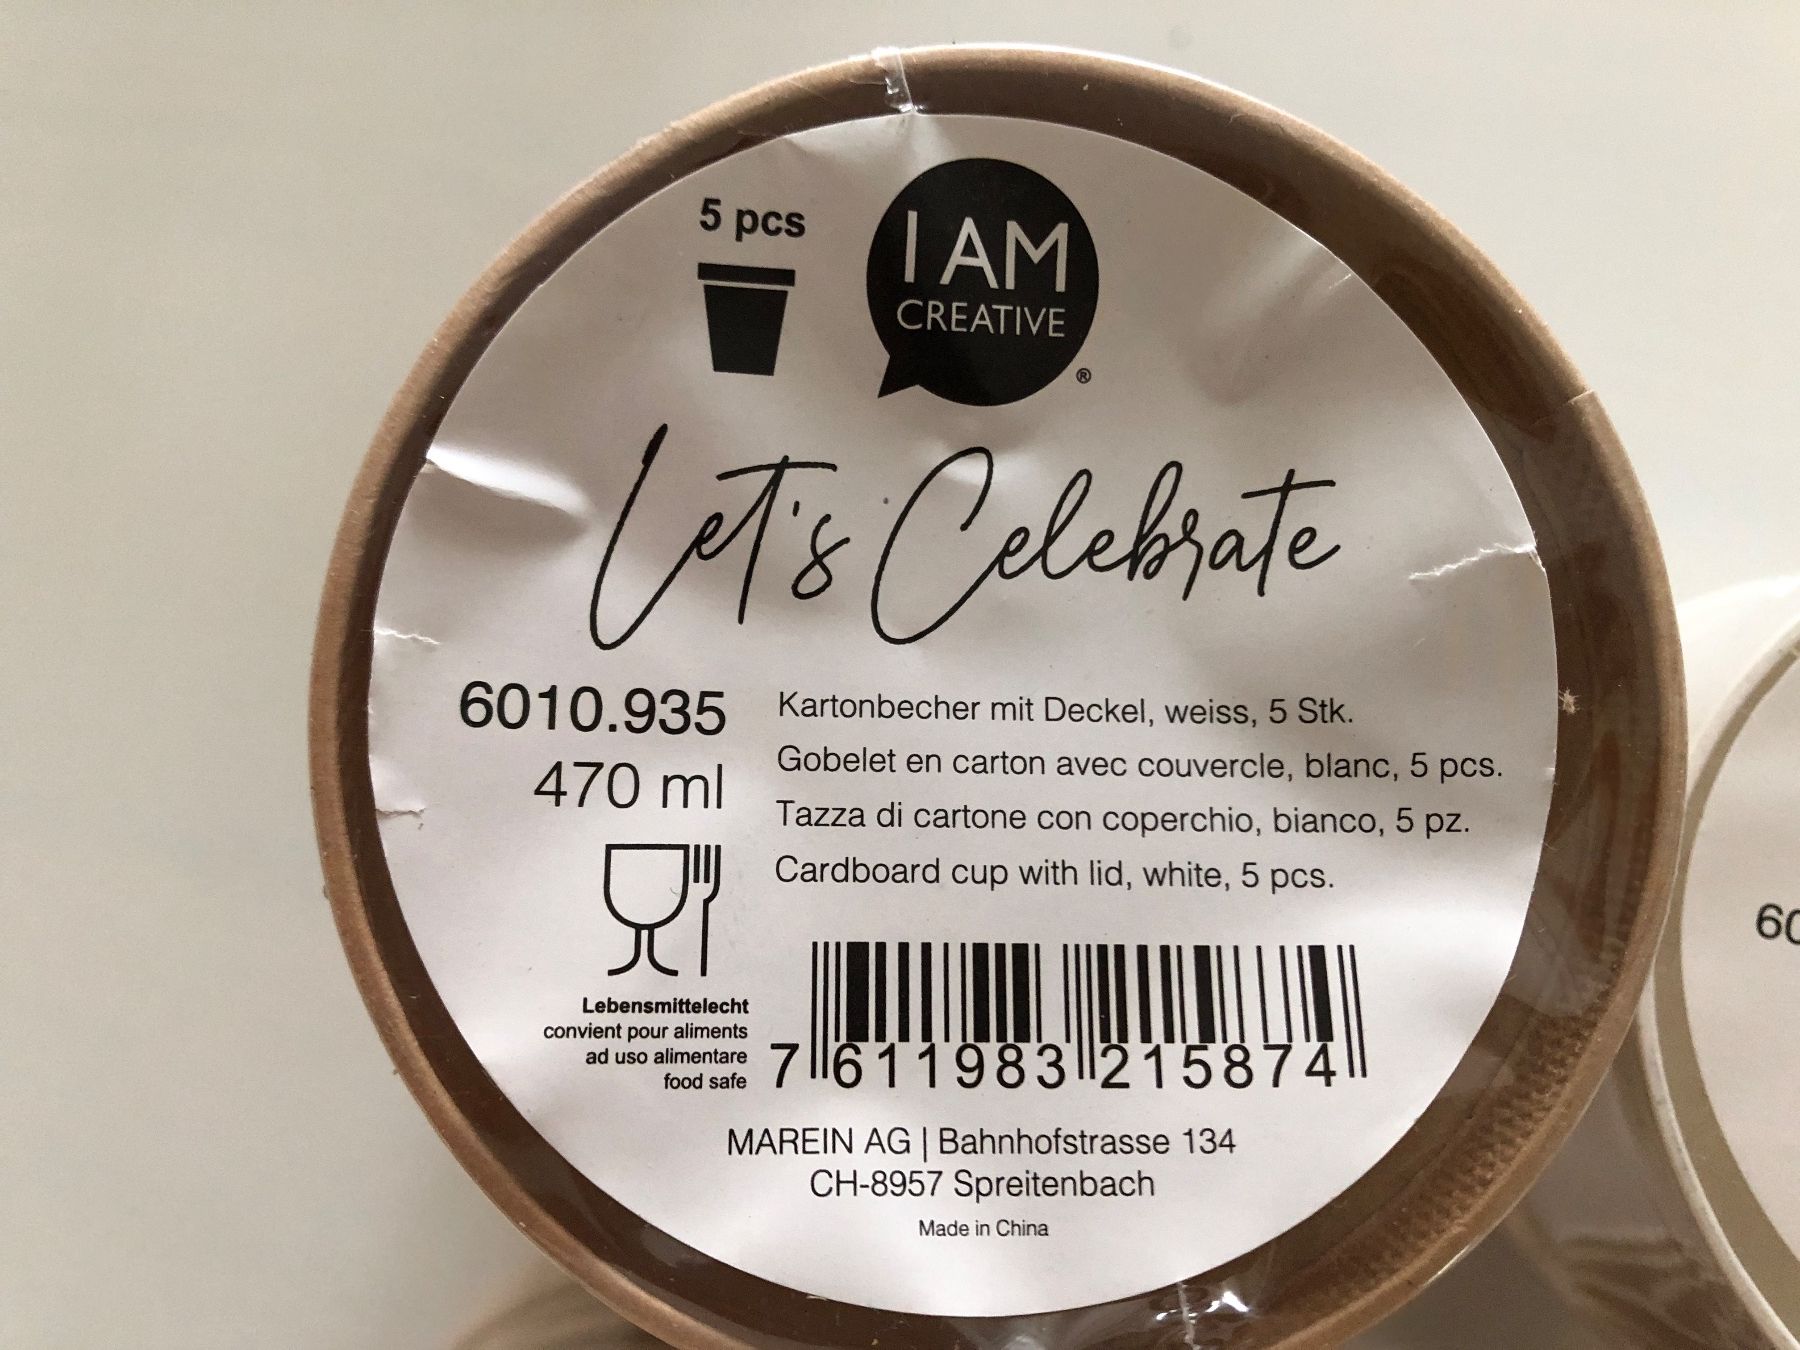 5 pcs
I AM
CREATIVE
®
Let's Celebrate
6010.935
470 ml
Kartonbecher mit Deckel, weiss, 5 Stk.
Gobelet en carton avec couvercle, blanc, 5 pcs.
Tazza di cartone con coperchio, bianco, 5 pz.
Cardboard cup with lid, white, 5 pcs.
Lebensmittelecht
convient pour aliments
ad uso alimentare
food safe
7 611983 215874
MAREIN AG | Bahnhofstrasse 134
CH-8957 Spreitenbach
Made in China